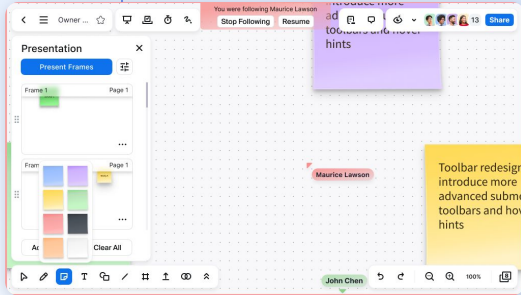 Owner ...
You were following Maurice Lawson
Stop Following
Resume
13
Share
introduce more
toolbars and hover
hints
Presentation
Present Frames
Frame 1
Page 1
Page 1
Clear All
Maurice Lawson
Toolbar redesign
introduce more
advanced subme
toolbars and hov
hints
John Chen
T
100%
8